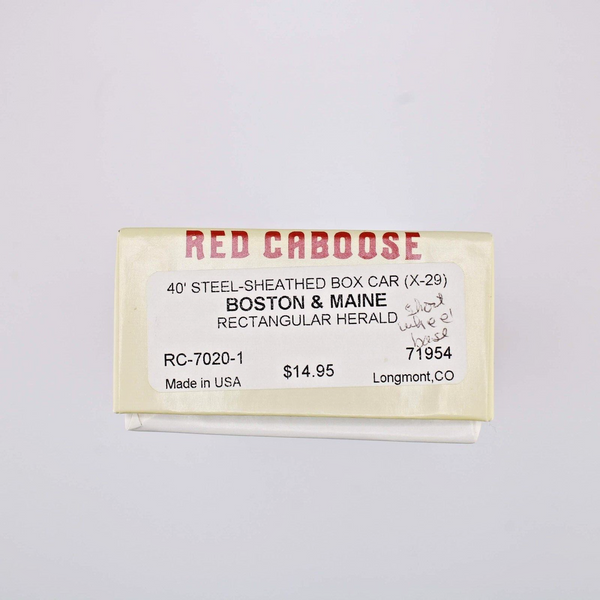 RED CABOOSE
40' STEEL-SHEATHED BOX CAR (X-29)
BOSTON & MAINE
RECTANGULAR HERALD
short
wheel
base
RC-7020-1
71954
Made in USA
$14.95
Longmont,CO